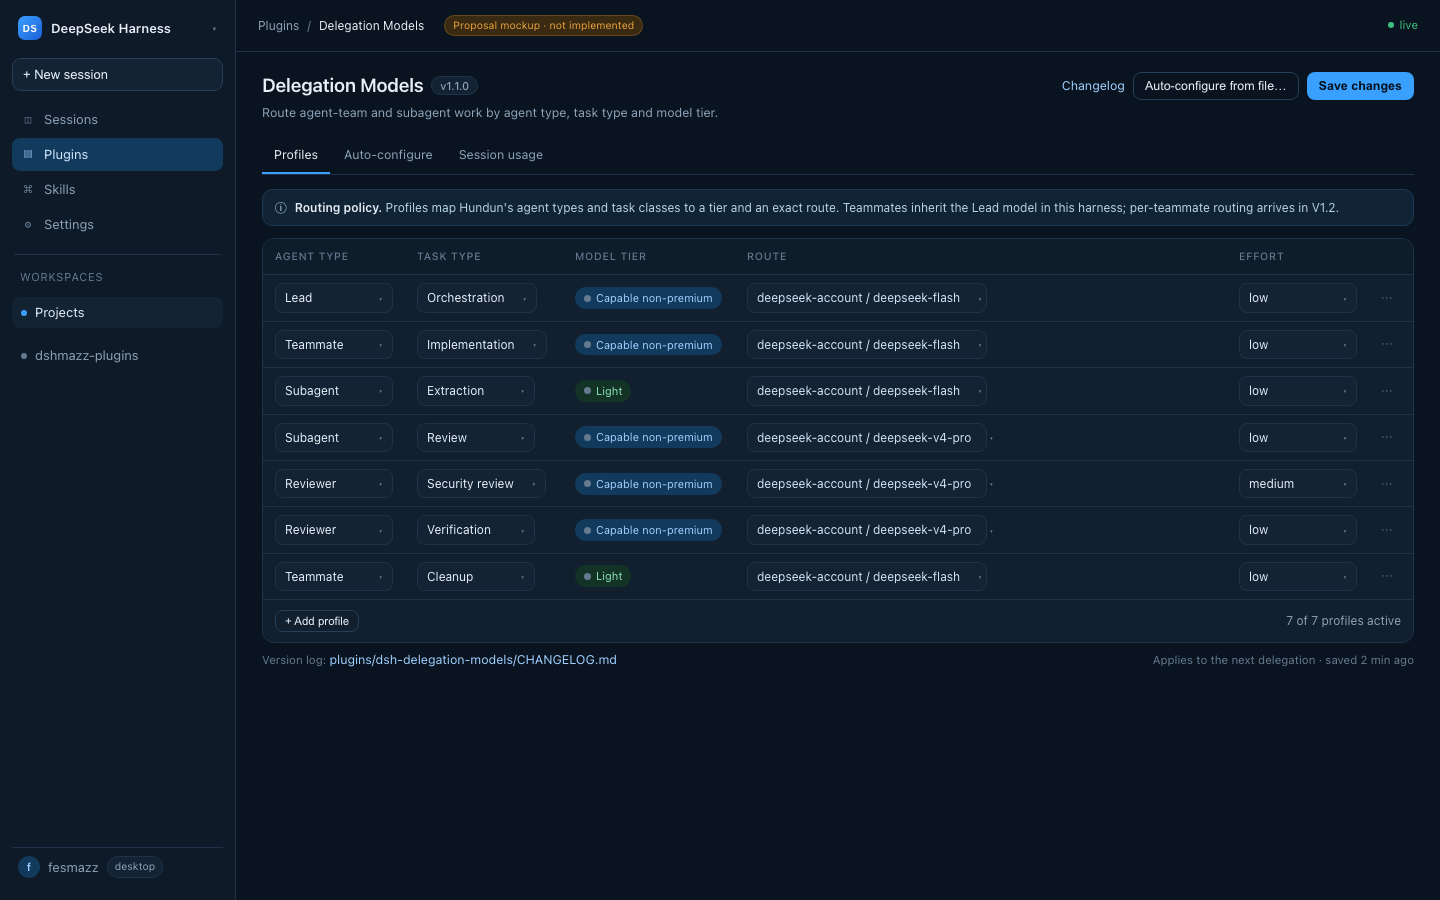 DS DeepSeek Harness
+ New session
Sessions
Plugins
Skills
Settings
WORKSPACES
Projects
dshmazz-plugins
f fesmazz desktop
Plugins / Delegation Models Proposal mockup · not implemented live
Delegation Models v1.1.0 Changelog Auto-configure from file... Save changes
Route agent-team and subagent work by agent type, task type and model tier.
Profiles Auto-configure Session usage
Routing policy. Profiles map Hundun's agent types and task classes to a tier and an exact route. Teammates inherit the Lead model in this harness; per-teammate routing arrives in V1.2.
AGENT TYPE TASK TYPE MODEL TIER ROUTE EFFORT
Lead Orchestration Capable non-premium deepseek-account / deepseek-flash low ···
Teammate Implementation Capable non-premium deepseek-account / deepseek-flash low ···
Subagent Extraction Light deepseek-account / deepseek-flash low ···
Subagent Review Capable non-premium deepseek-account / deepseek-v4-pro low ···
Reviewer Security review Capable non-premium deepseek-account / deepseek-v4-pro medium ···
Reviewer Verification Capable non-premium deepseek-account / deepseek-v4-pro low ···
Teammate Cleanup Light deepseek-account / deepseek-flash low ···
+ Add profile 7 of 7 profiles active
Version log: plugins/dsh-delegation-models/CHANGELOG.md Applies to the next delegation · saved 2 min ago